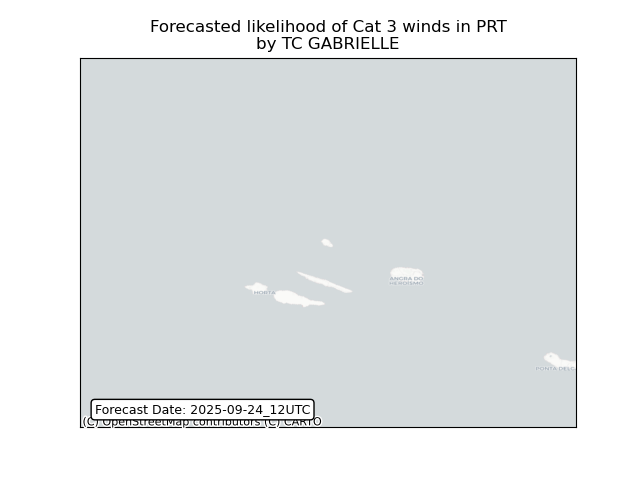 Forecasted likelihood of Cat 3 winds in PRT
by TC GABRIELLE
ANGRA DO
HEROÍSMO
HORTA
PONTA DELG
Forecast Date: 2025-09-24_12UTC
(C) OpenStreetMap contributors (C) CARTO